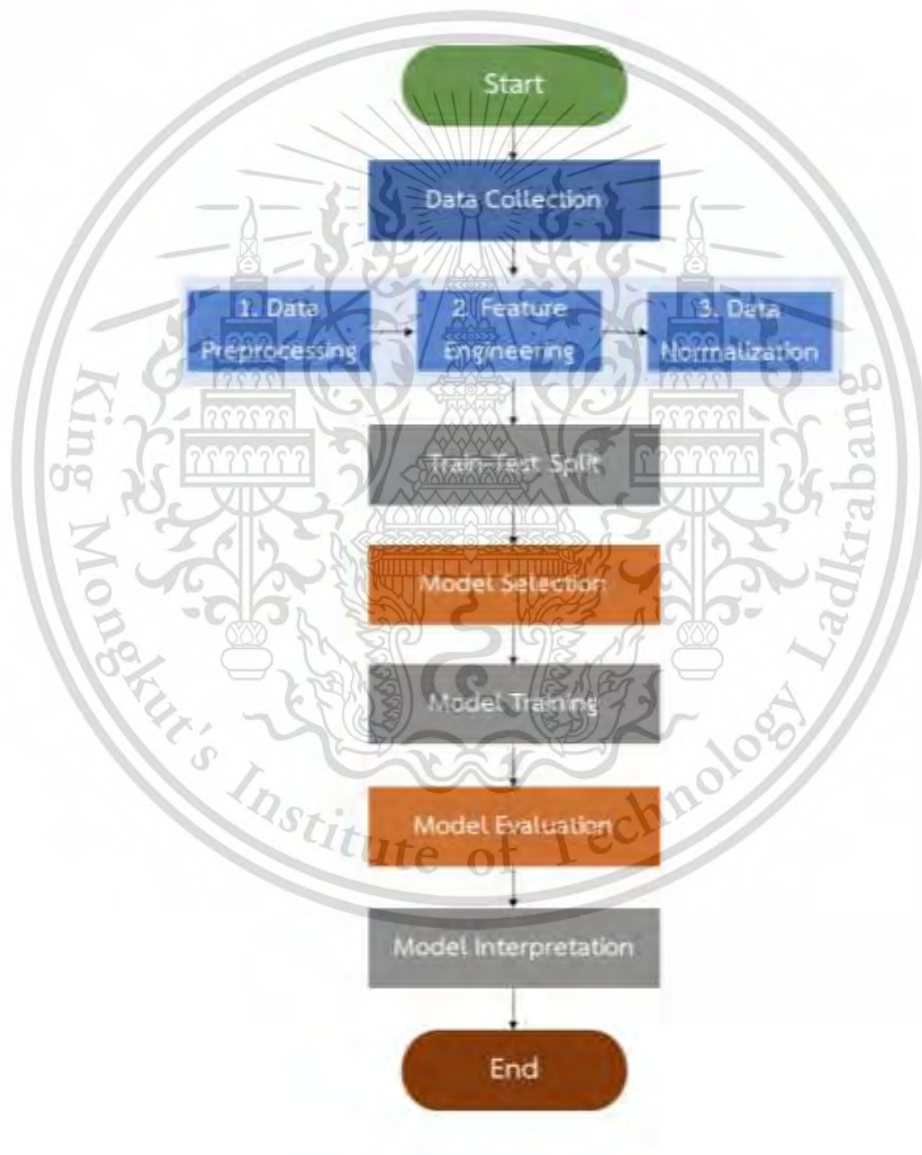 Start
Data Collection
1. Data
Preprocessing
2. Feature
Engineering
3. Data
Normalization
Train-Test Split
Model Selection
Model Training
Model Evaluation
Model Interpretation
End
King Mongkut's Institute of Technology Ladkrabang